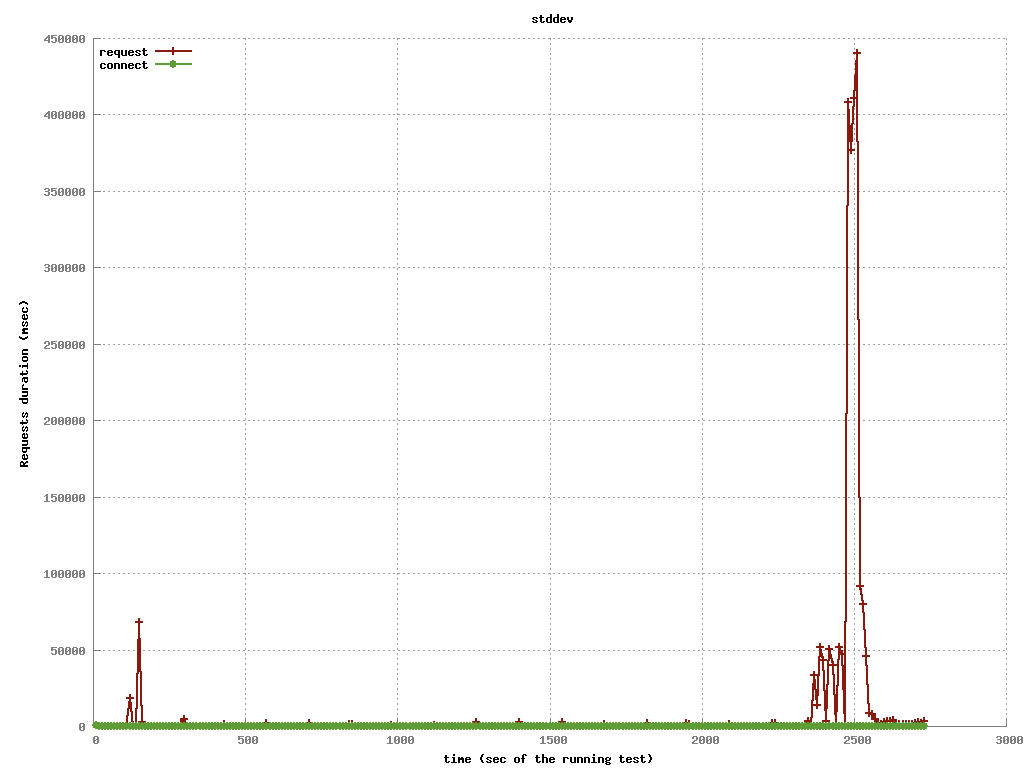 stddev
request
connect
450000
400000
350000
300000
250000
200000
150000
100000
50000
0
Requests duration (msec)
0 500 1000 1500 2000 2500 3000
time (sec of the running test)